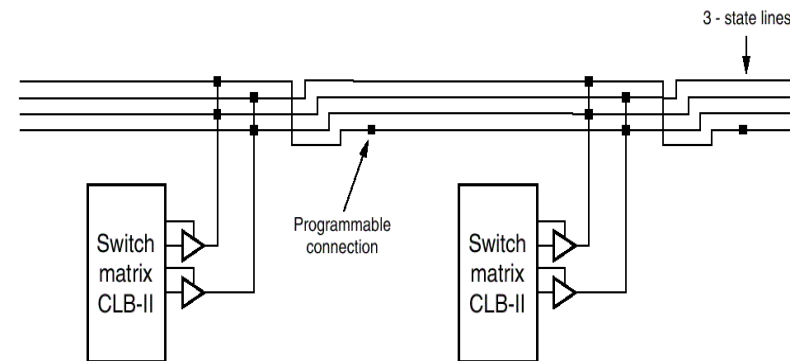 3 - state lines
Programmable
connection
Switch
matrix
CLB-II
Switch
matrix
CLB-II